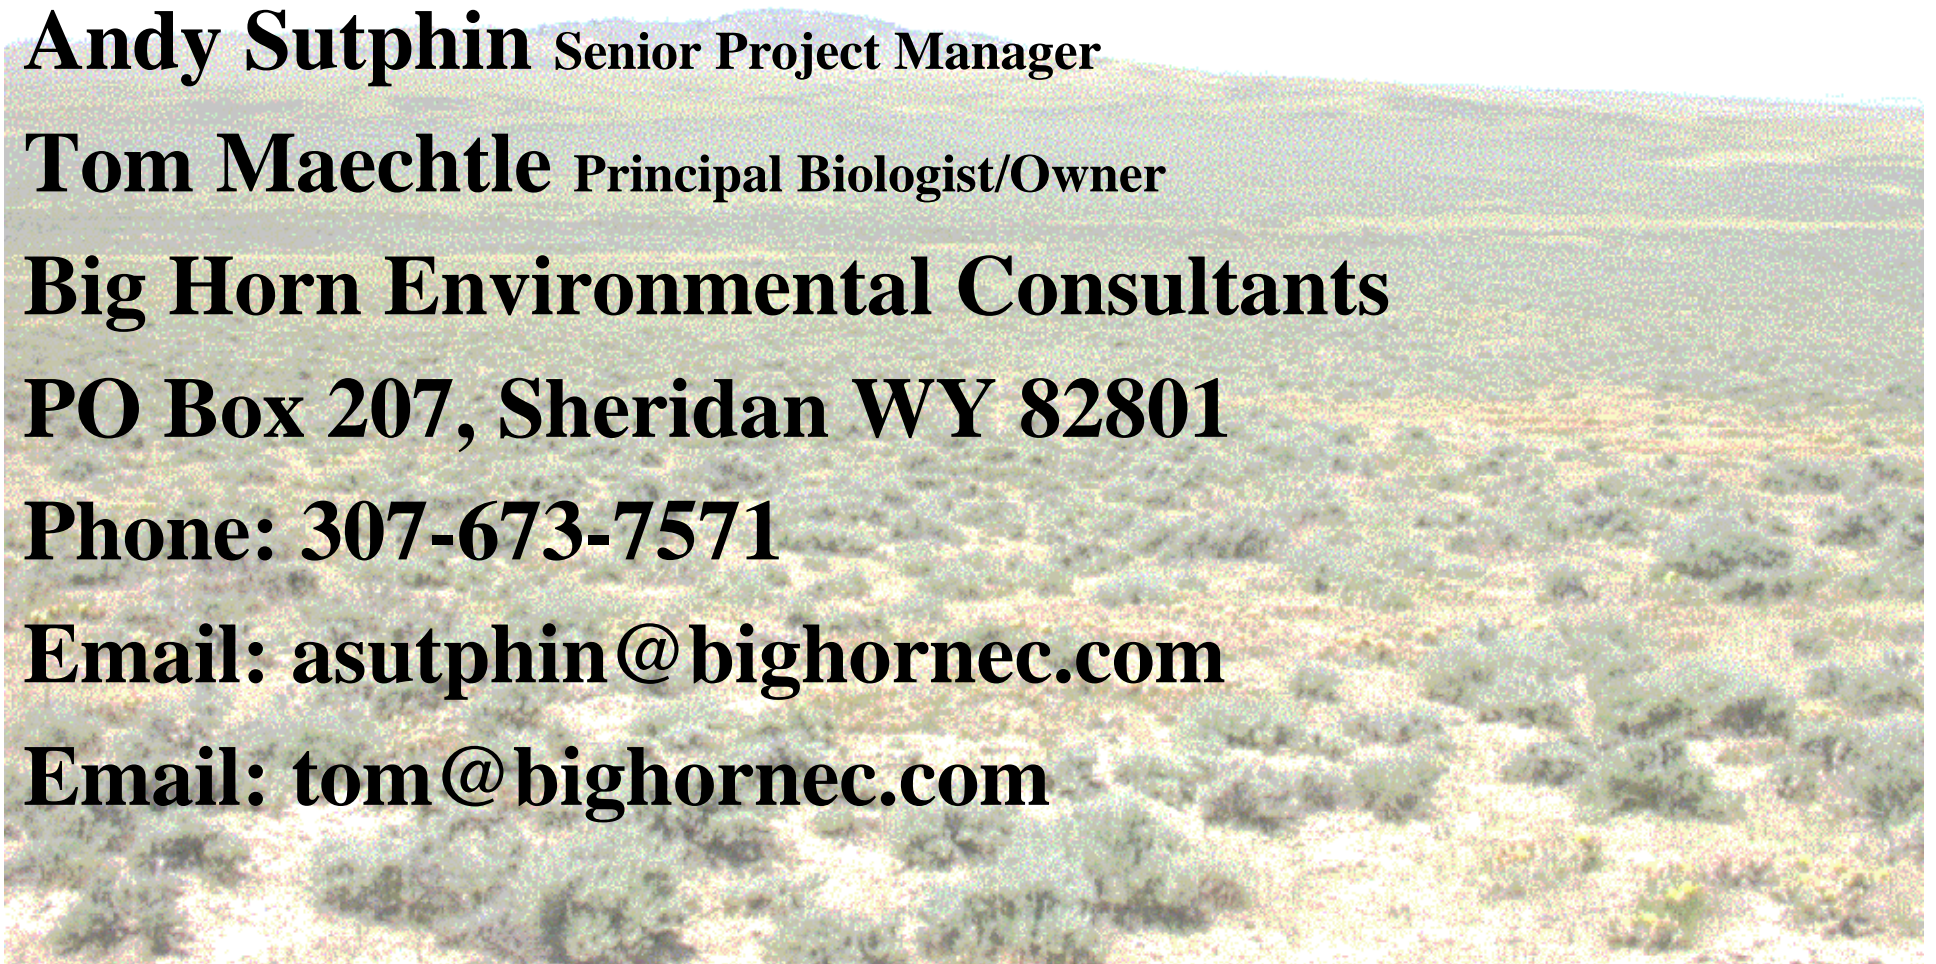 Andy Sutphin Senior Project Manager
Tom Maechtle Principal Biologist/Owner
Big Horn Environmental Consultants
PO Box 207, Sheridan WY 82801
Phone: 307-673-7571
Email: asutphin@bighornec.com
Email: tom@bighornec.com